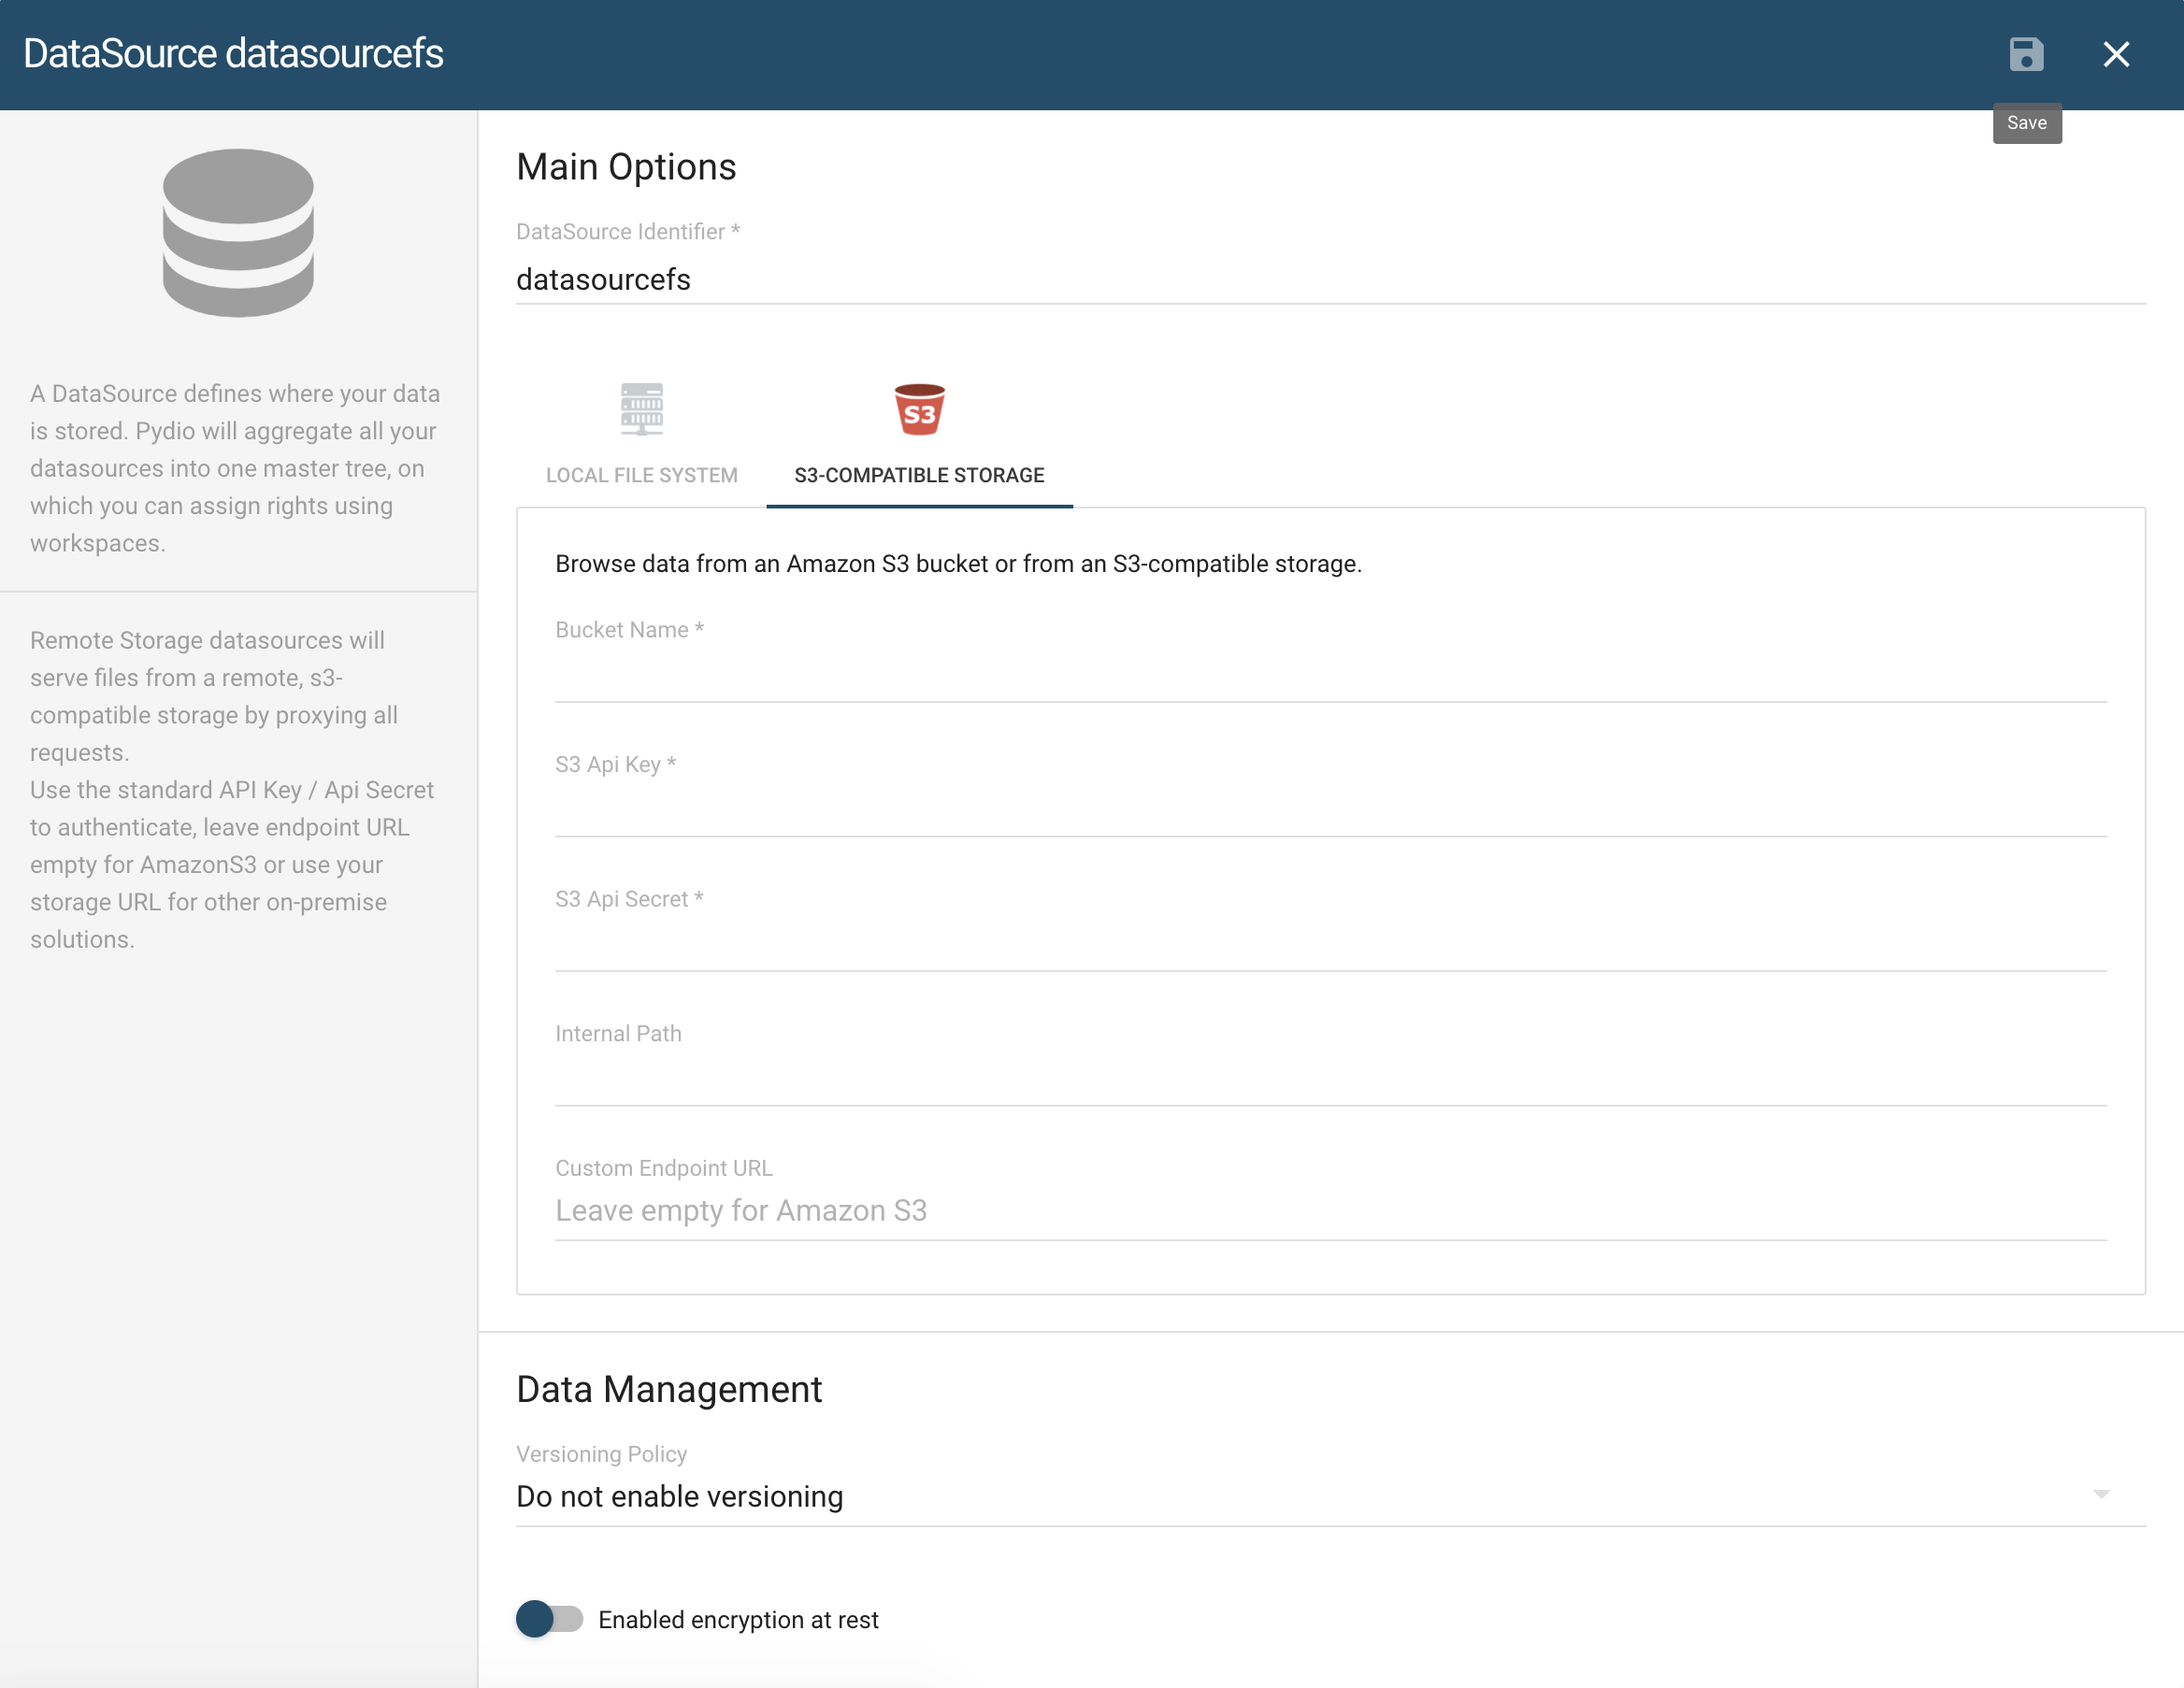 DataSource datasourcefs
Save
A DataSource defines where your data
is stored. Pydio will aggregate all your
datasources into one master tree, on
which you can assign rights using
workspaces.
Remote Storage datasources will
serve files from a remote, s3-
compatible storage by proxying all
requests.
Use the standard API Key / Api Secret
to authenticate, leave endpoint URL
empty for AmazonS3 or use your
storage URL for other on-premise
solutions.
Main Options
DataSource Identifier *
datasourcefs
S3
LOCAL FILE SYSTEM
S3-COMPATIBLE STORAGE
Browse data from an Amazon S3 bucket or from an S3-compatible storage.
Bucket Name *
S3 Api Key *
S3 Api Secret *
Internal Path
Custom Endpoint URL
Leave empty for Amazon S3
Data Management
Versioning Policy
Do not enable versioning
Enabled encryption at rest